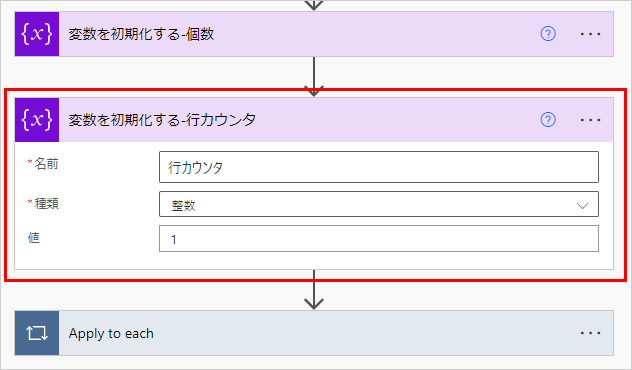 {x} 変数を初期化する-個数 ? ...
{x} 変数を初期化する-行カウンタ ? ...
*名前 行カウンタ
*種類 整数
値 1
Apply to each ...